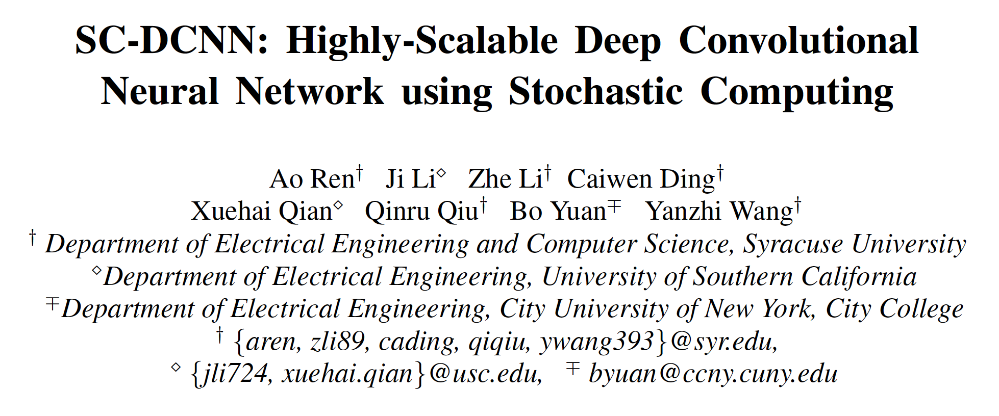 SC-DCNN: Highly-Scalable Deep Convolutional
Neural Network using Stochastic Computing
Ao Ren† Ji Li⋄ Zhe Li† Caiwen Ding†
Xuehai Qian⋄ Qinru Qiu† Bo Yuan∓ Yanzhi Wang†
† Department of Electrical Engineering and Computer Science, Syracuse University
⋄Department of Electrical Engineering, University of Southern California
∓Department of Electrical Engineering, City University of New York, City College
† {aren, zli89, cading, qiqiu, ywang393}@syr.edu,
⋄ {jli724, xuehai.qian}@usc.edu, ∓ byuan@ccny.cuny.edu